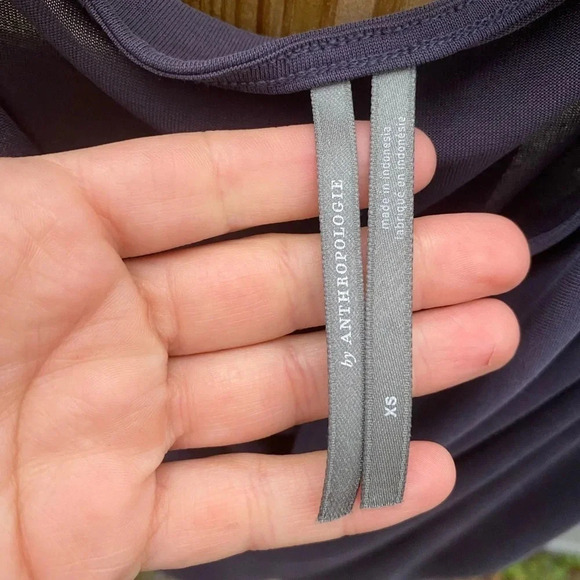 by ANTHROPOLOGIE
made in indonesia
fabriqué en indonésie
XS